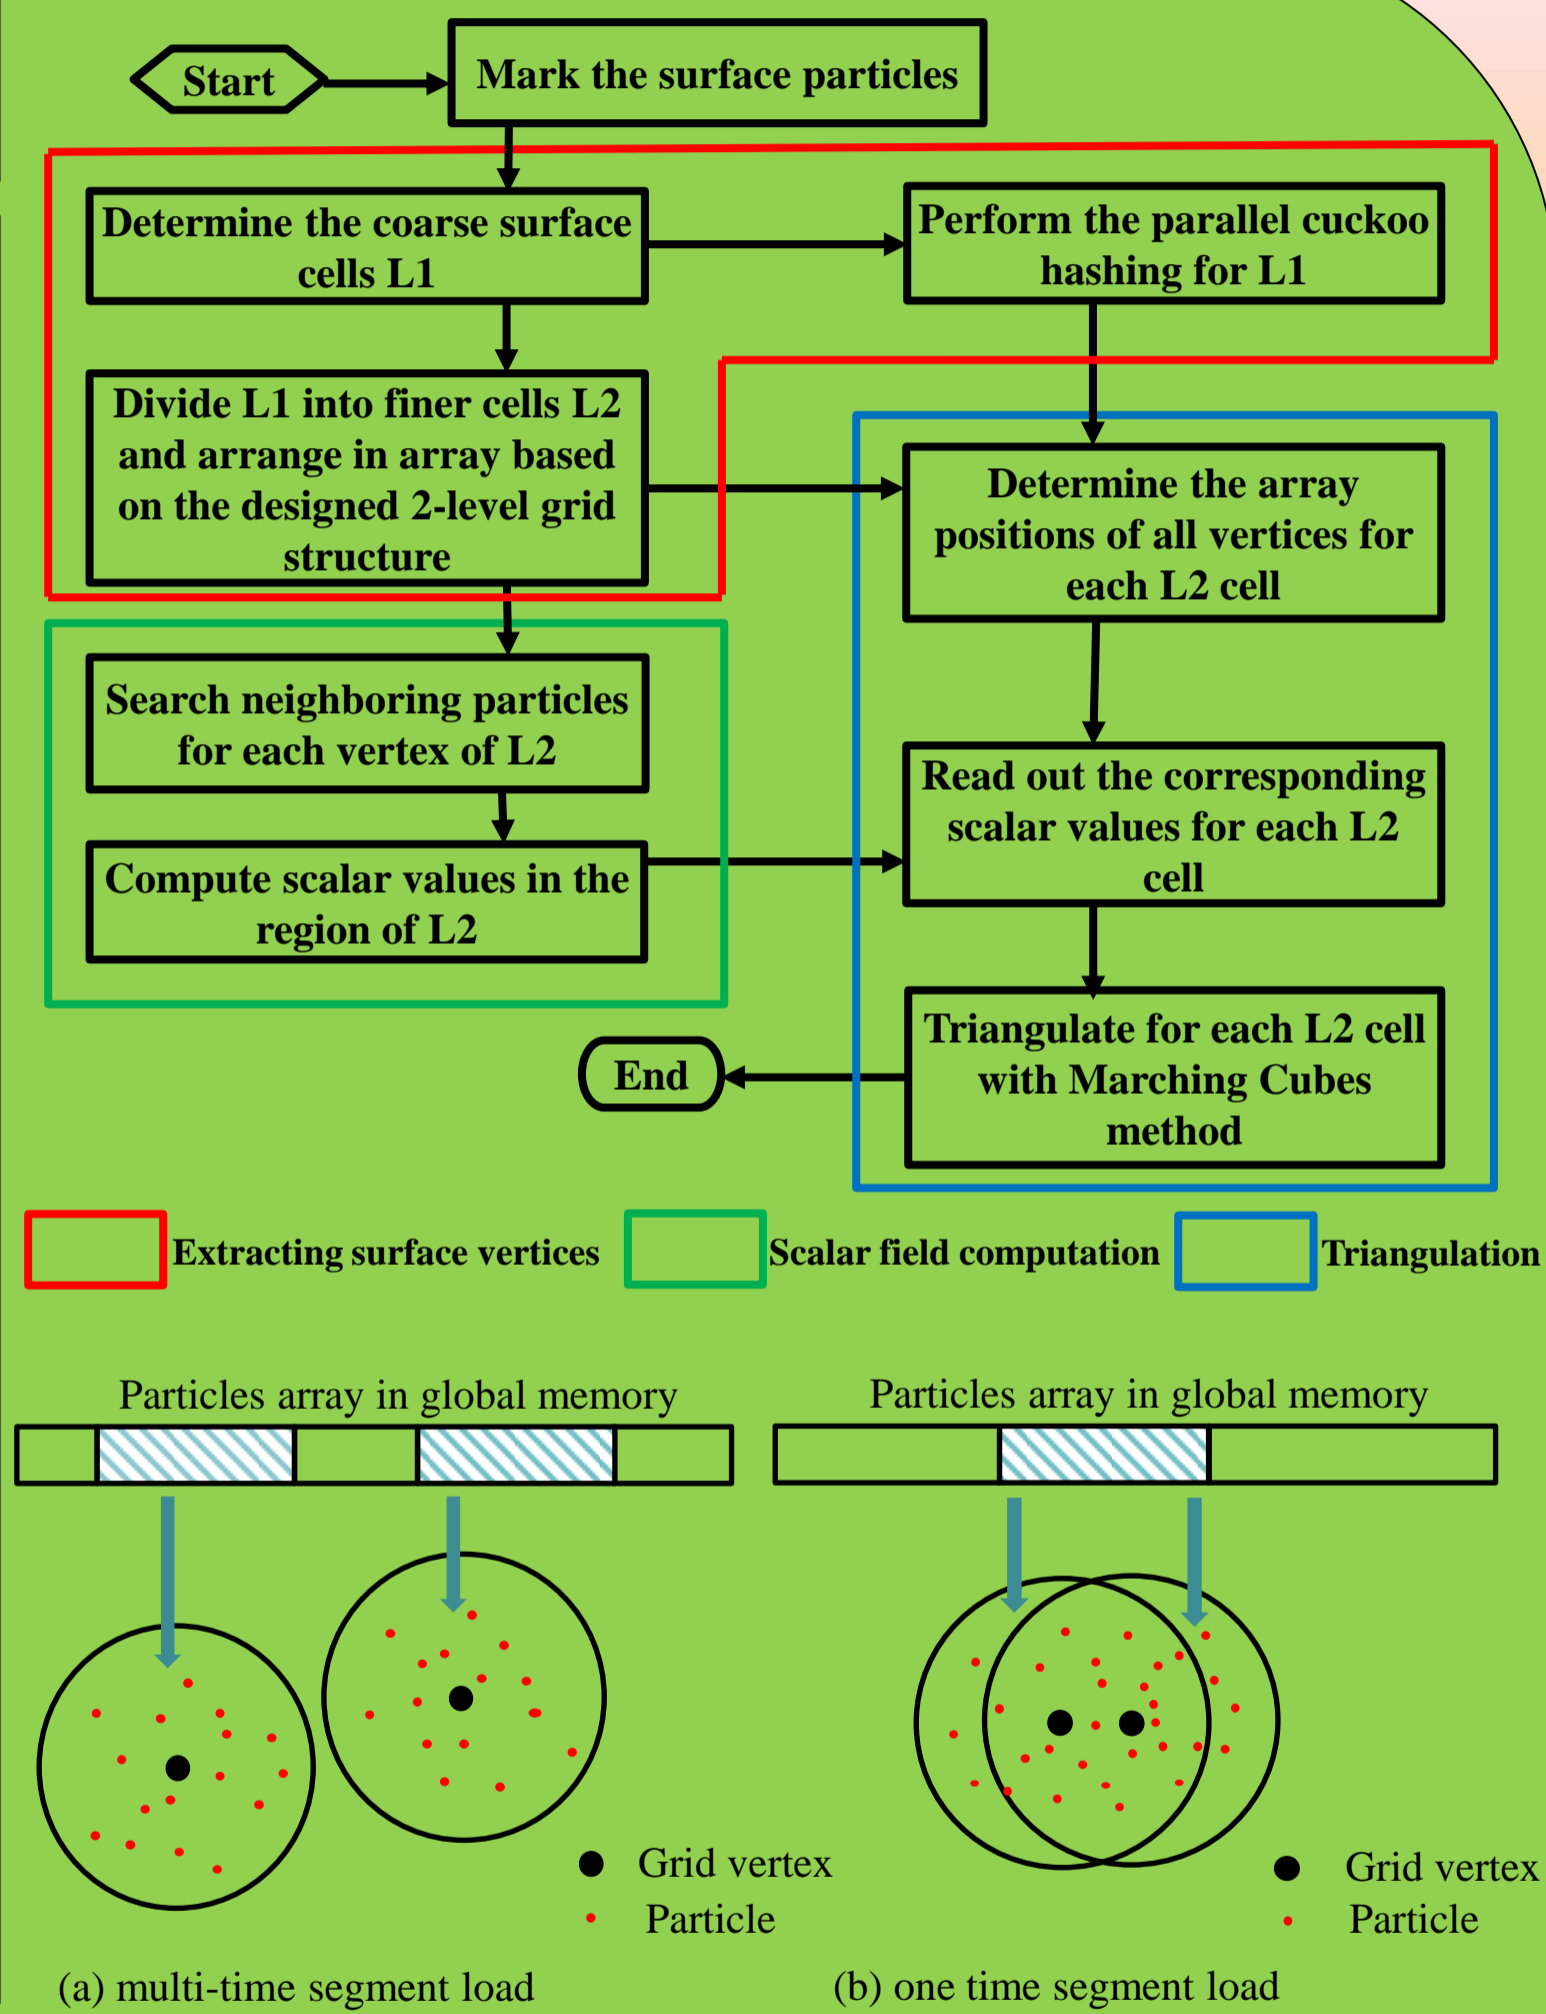 Start
Mark the surface particles
Determine the coarse surface
cells L1
Perform the parallel cuckoo
hashing for L1
Divide L1 into finer cells L2
and arrange in array based
on the designed 2-level grid
structure
Determine the array
positions of all vertices for
each L2 cell
Search neighboring particles
for each vertex of L2
Read out the corresponding
scalar values for each L2
cell
Compute scalar values in the
region of L2
Triangulate for each L2 cell
with Marching Cubes
method
End
Extracting surface vertices
Scalar field computation
Triangulation
Particles array in global memory
Particles array in global memory
Grid vertex
Particle
Grid vertex
Particle
(a) multi-time segment load
(b) one time segment load